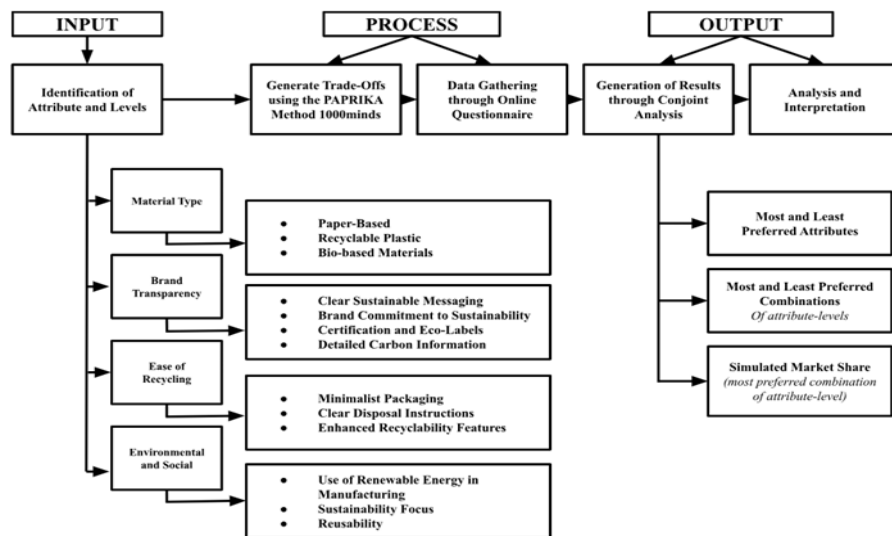 INPUT
PROCESS
OUTPUT
Identification of
Attribute and Levels
Generate Trade-Offs
using the PAPRIKA
Method 1000minds
Data Gathering
through Online
Questionnaire
Generation of Results
through Conjoint
Analysis
Analysis and
Interpretation
Material Type
• Paper-Based
• Recyclable Plastic
• Bio-based Materials
Brand
Transparency
• Clear Sustainable Messaging
• Brand Commitment to Sustainability
• Certification and Eco-Labels
• Detailed Carbon Information
Ease of
Recycling
• Minimalist Packaging
• Clear Disposal Instructions
• Enhanced Recyclability Features
Environmental
and Social
• Use of Renewable Energy in
Manufacturing
• Sustainability Focus
• Reusability
Most and Least
Preferred Attributes
Most and Least Preferred
Combinations
Of attribute-levels
Simulated Market Share
(most preferred combination
of attribute-level)